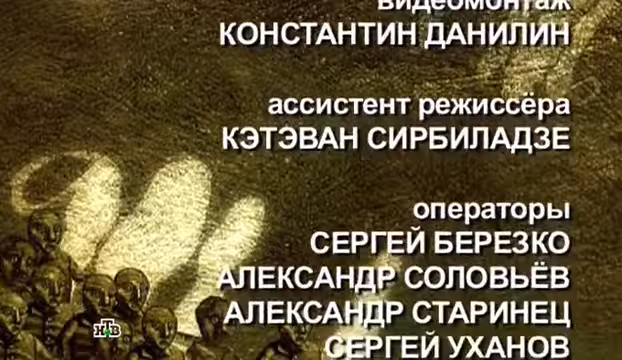 видеомонтаж
КОНСТАНТИН ДАНИЛИН
ассистент режиссёра
КЭТЭВАН СИРБИЛАДЗЕ
операторы
СЕРГЕЙ БЕРЕЗКО
АЛЕКСАНДР СОЛОВЬЁВ
АЛЕКСАНДР СТАРИНЕЦ
НТВ
СЕРГЕЙ УХАНОВ